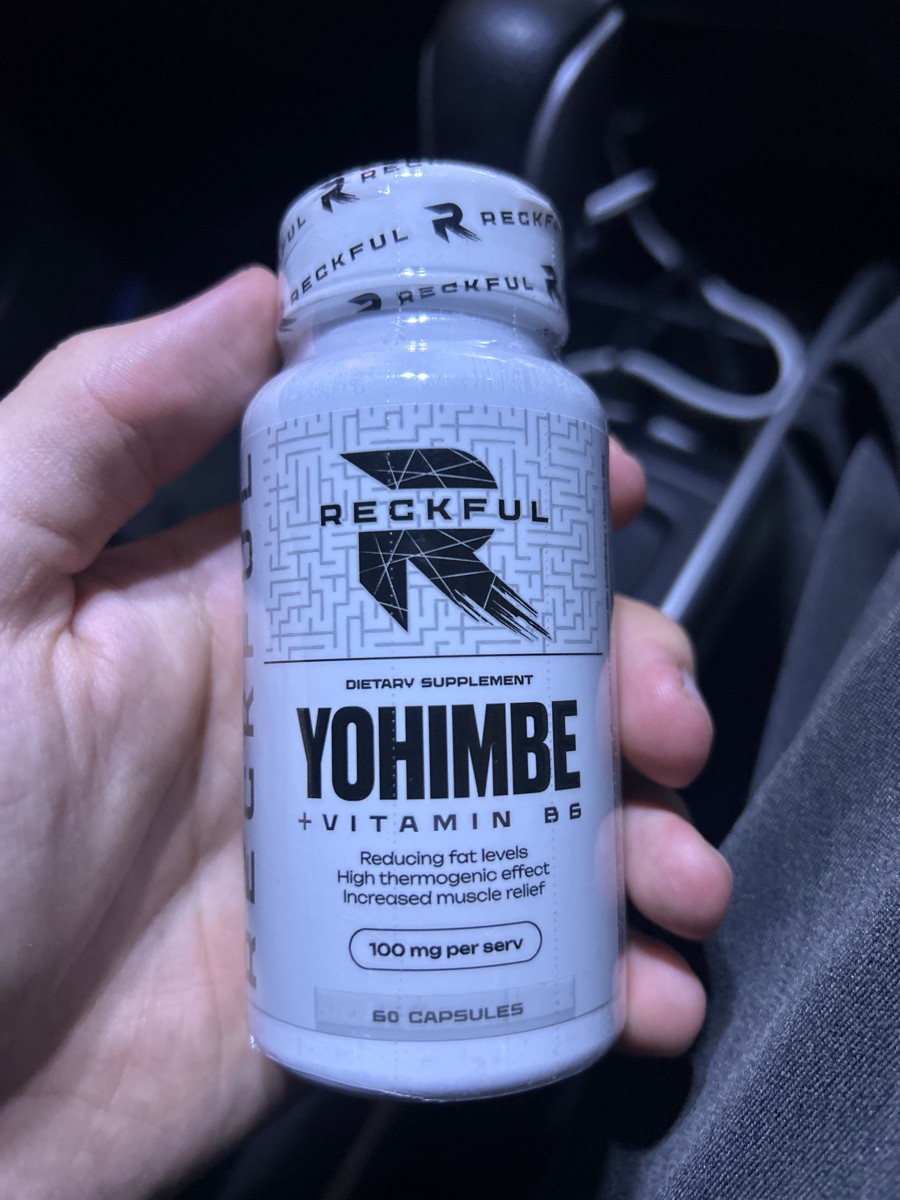 RECKFUL
RECKFUL
RECKFUL
RECKFUL
RECKFUL
DIETARY SUPPLEMENT
YOHIMBE
+VITAMIN B6
Reducing fat levels
High thermogenic effect
Increased muscle relief
100 mg per serv
60 CAPSULES